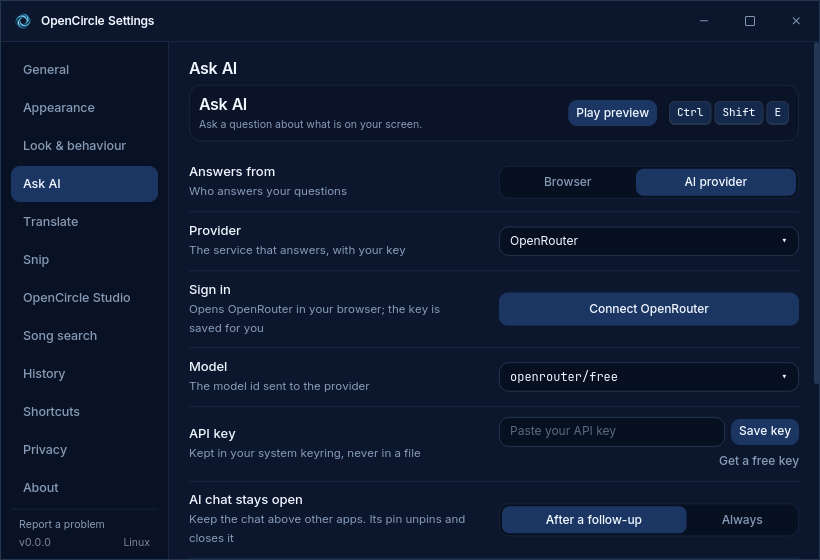 OpenCircle Settings
General
Appearance
Look & behaviour
Ask AI
Translate
Snip
OpenCircle Studio
Song search
History
Shortcuts
Privacy
About
Report a problem
v0.0.0 Linux
Ask AI
Ask AI
Ask a question about what is on your screen.
Play preview Ctrl Shift E
Answers from
Who answers your questions
Browser AI provider
Provider
The service that answers, with your key
OpenRouter
Sign in
Opens OpenRouter in your browser; the key is
saved for you
Connect OpenRouter
Model
The model id sent to the provider
openrouter/free
API key
Kept in your system keyring, never in a file
Paste your API key Save key
Get a free key
AI chat stays open
Keep the chat above other apps. Its pin unpins and
closes it
After a follow-up Always